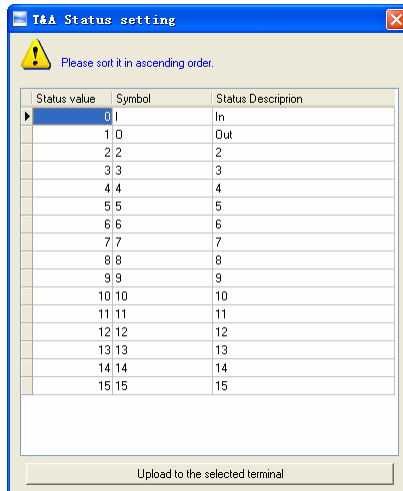 T&A Status setting
Please sort it in ascending order.
Status value Symbol Status Descriprion
0 I In
1 O Out
2 2 2
3 3 3
4 4 4
5 5 5
6 6 6
7 7 7
8 8 8
9 9 9
10 10 10
11 11 11
12 12 12
13 13 13
14 14 14
15 15 15
Upload to the selected terminal